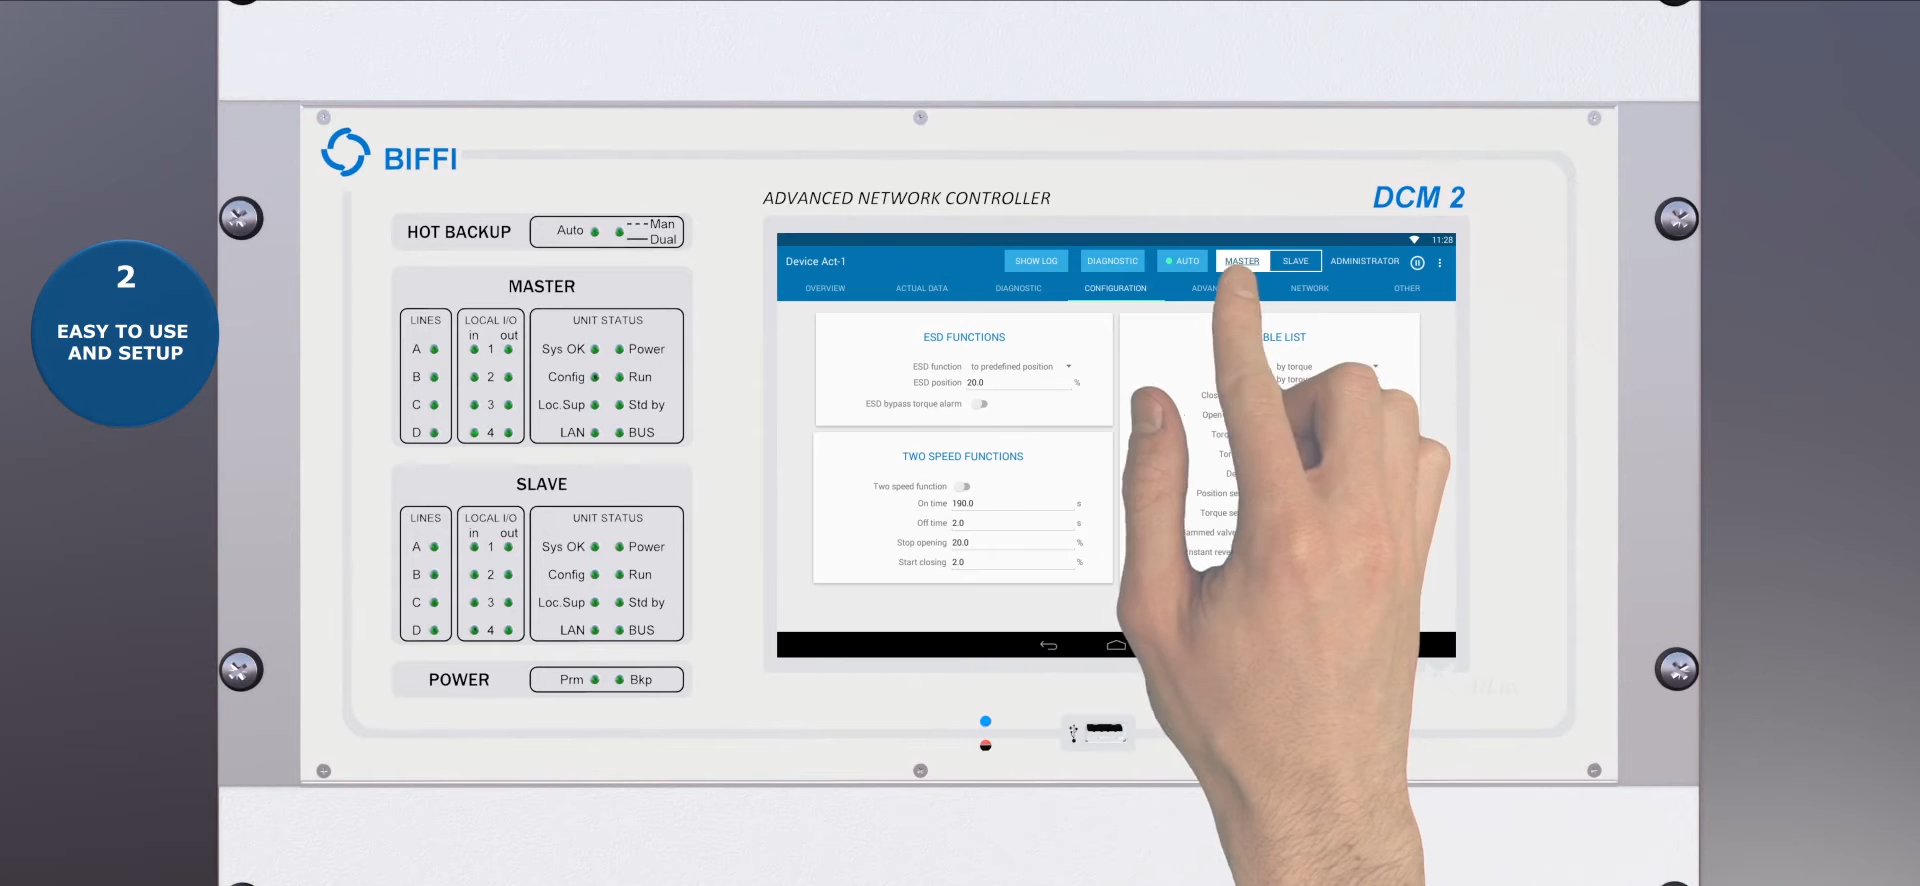 2
EASY TO USE
AND SETUP
BIFFI
ADVANCED NETWORK CONTROLLER
DCM 2
HOT BACKUP
Auto
Man
Dual
MASTER
LINES
LOCAL I/O
UNIT STATUS
in out
A 1 Sys OK Power
B 2 Config Run
C 3 Loc.Sup Std by
D 4 LAN BUS
SLAVE
LINES
LOCAL I/O
UNIT STATUS
in out
A 1 Sys OK Power
B 2 Config Run
C 3 Loc.Sup Std by
D 4 LAN BUS
POWER
Prm Bkp
11:28
Device Act-1
SHOW LOG
DIAGNOSTIC
AUTO
MASTER
SLAVE
ADMINISTRATOR
OVERVIEW
ACTUAL DATA
DIAGNOSTIC
CONFIGURATION
NETWORK
OTHER
ESD FUNCTIONS
ESD function to predefined position
ESD position 20.0 %
ESD bypass torque alarm
TWO SPEED FUNCTIONS
Two speed function
On time 190.0 s
Off time 2.0 s
Stop opening 20.0 %
Start closing 2.0 %
LIST
by torque
Position
Torque